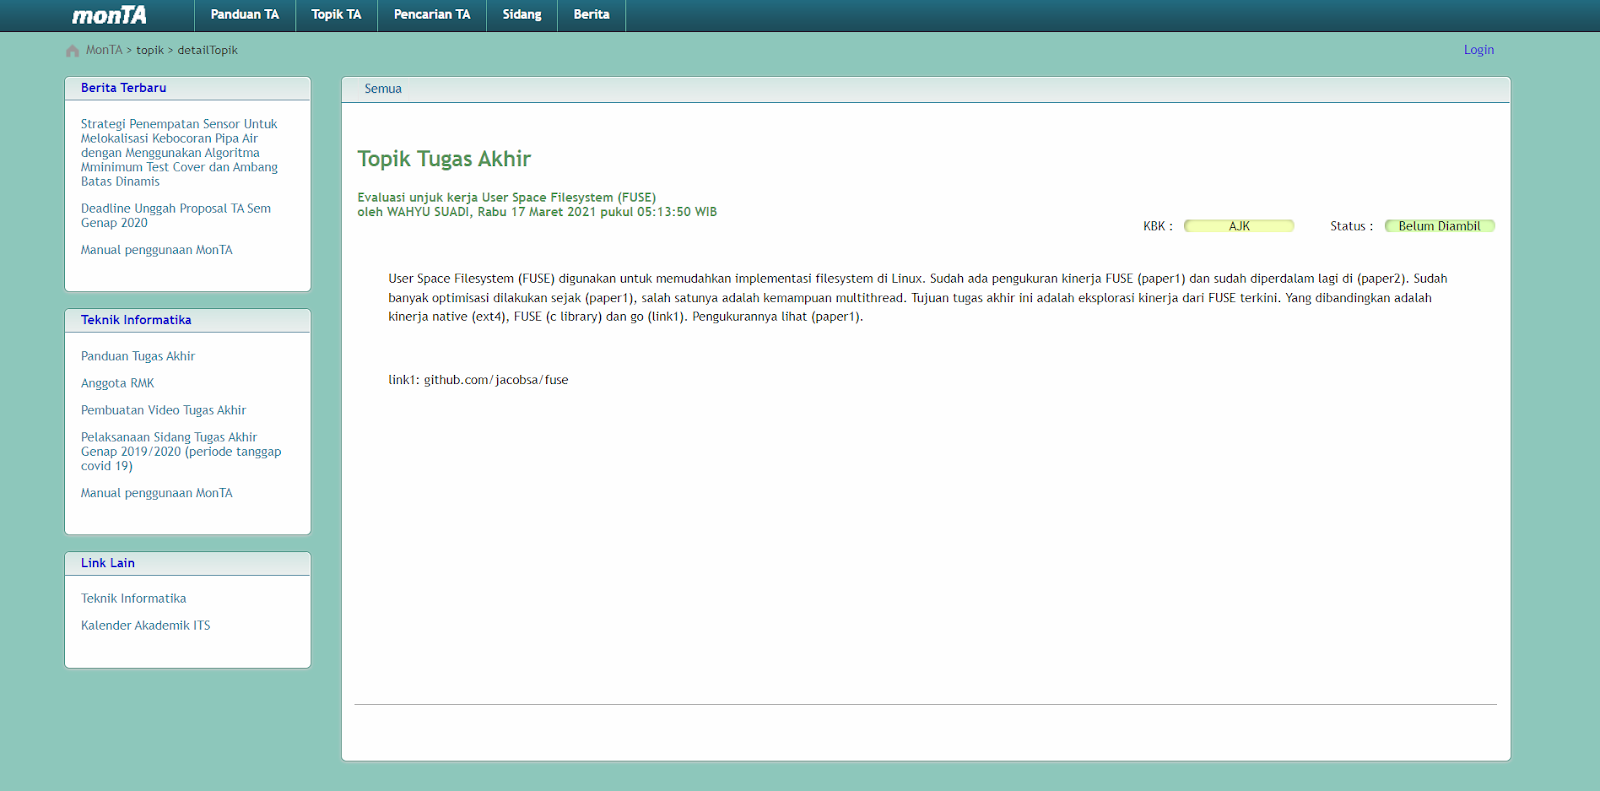 monTA
Panduan TA
Topik TA
Pencarian TA
Sidang
Berita
MonTA > topik > detailTopik
Login
Berita Terbaru
Strategi Penempatan Sensor Untuk
Melokalisasi Kebocoran Pipa Air
dengan Menggunakan Algoritma
Mminimum Test Cover dan Ambang
Batas Dinamis
Deadline Unggah Proposal TA Sem
Genap 2020
Manual penggunaan MonTA
Teknik Informatika
Panduan Tugas Akhir
Anggota RMK
Pembuatan Video Tugas Akhir
Pelaksanaan Sidang Tugas Akhir
Genap 2019/2020 (periode tanggap
covid 19)
Manual penggunaan MonTA
Link Lain
Teknik Informatika
Kalender Akademik ITS
Semua
Topik Tugas Akhir
Evaluasi unjuk kerja User Space Filesystem (FUSE)
oleh WAHYU SUADI, Rabu 17 Maret 2021 pukul 05:13:50 WIB
KBK : AJK Status : Belum Diambil
User Space Filesystem (FUSE) digunakan untuk memudahkan implementasi filesystem di Linux. Sudah ada pengukuran kinerja FUSE (paper1) dan sudah diperdalam lagi di (paper2). Sudah
banyak optimisasi dilakukan sejak (paper1), salah satunya adalah kemampuan multithread. Tujuan tugas akhir ini adalah eksplorasi kinerja dari FUSE terkini. Yang dibandingkan adalah
kinerja native (ext4), FUSE (c library) dan go (link1). Pengukurannya lihat (paper1).
link1: github.com/jacobsa/fuse